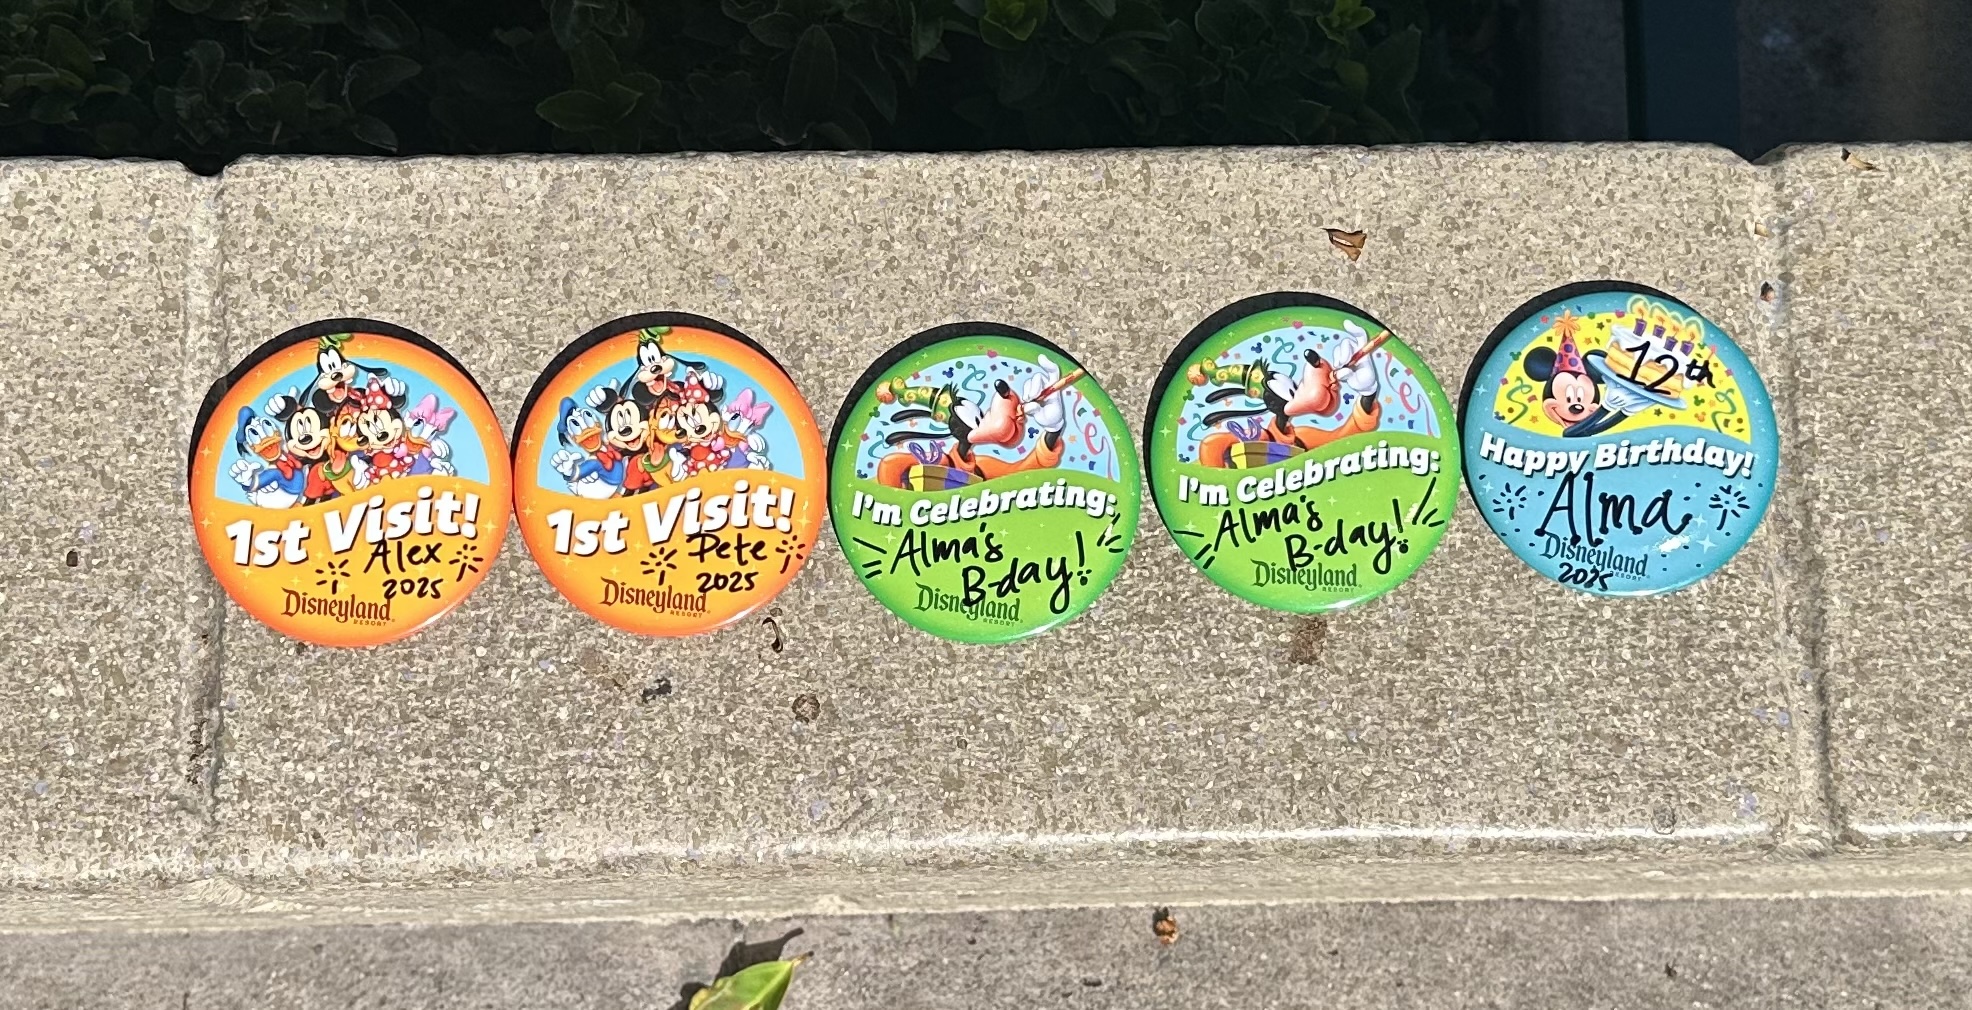 1st Visit!
Alex
2025
Disneyland
RESORT
1st Visit!
Pete
2025
Disneyland
RESORT
I'm Celebrating:
Alma's
B-day!
Disneyland
RESORT
I'm Celebrating:
Alma's
B-day!
Disneyland
RESORT
12th
Happy Birthday!
Alma
Disneyland
RESORT
2025